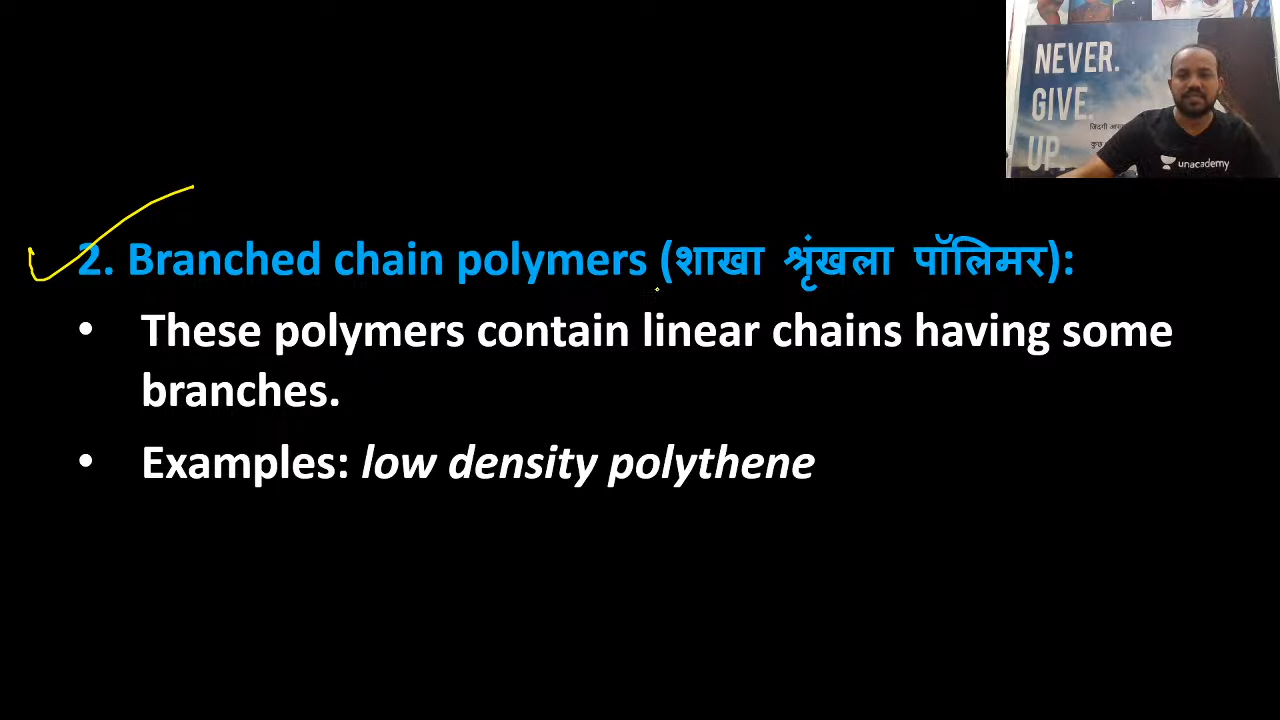 NEVER.
GIVE.
UP.
unacademy
2. Branched chain polymers (शाखा श्रृंखला पॉलिमर):
• These polymers contain linear chains having some
branches.
• Examples: low density polythene